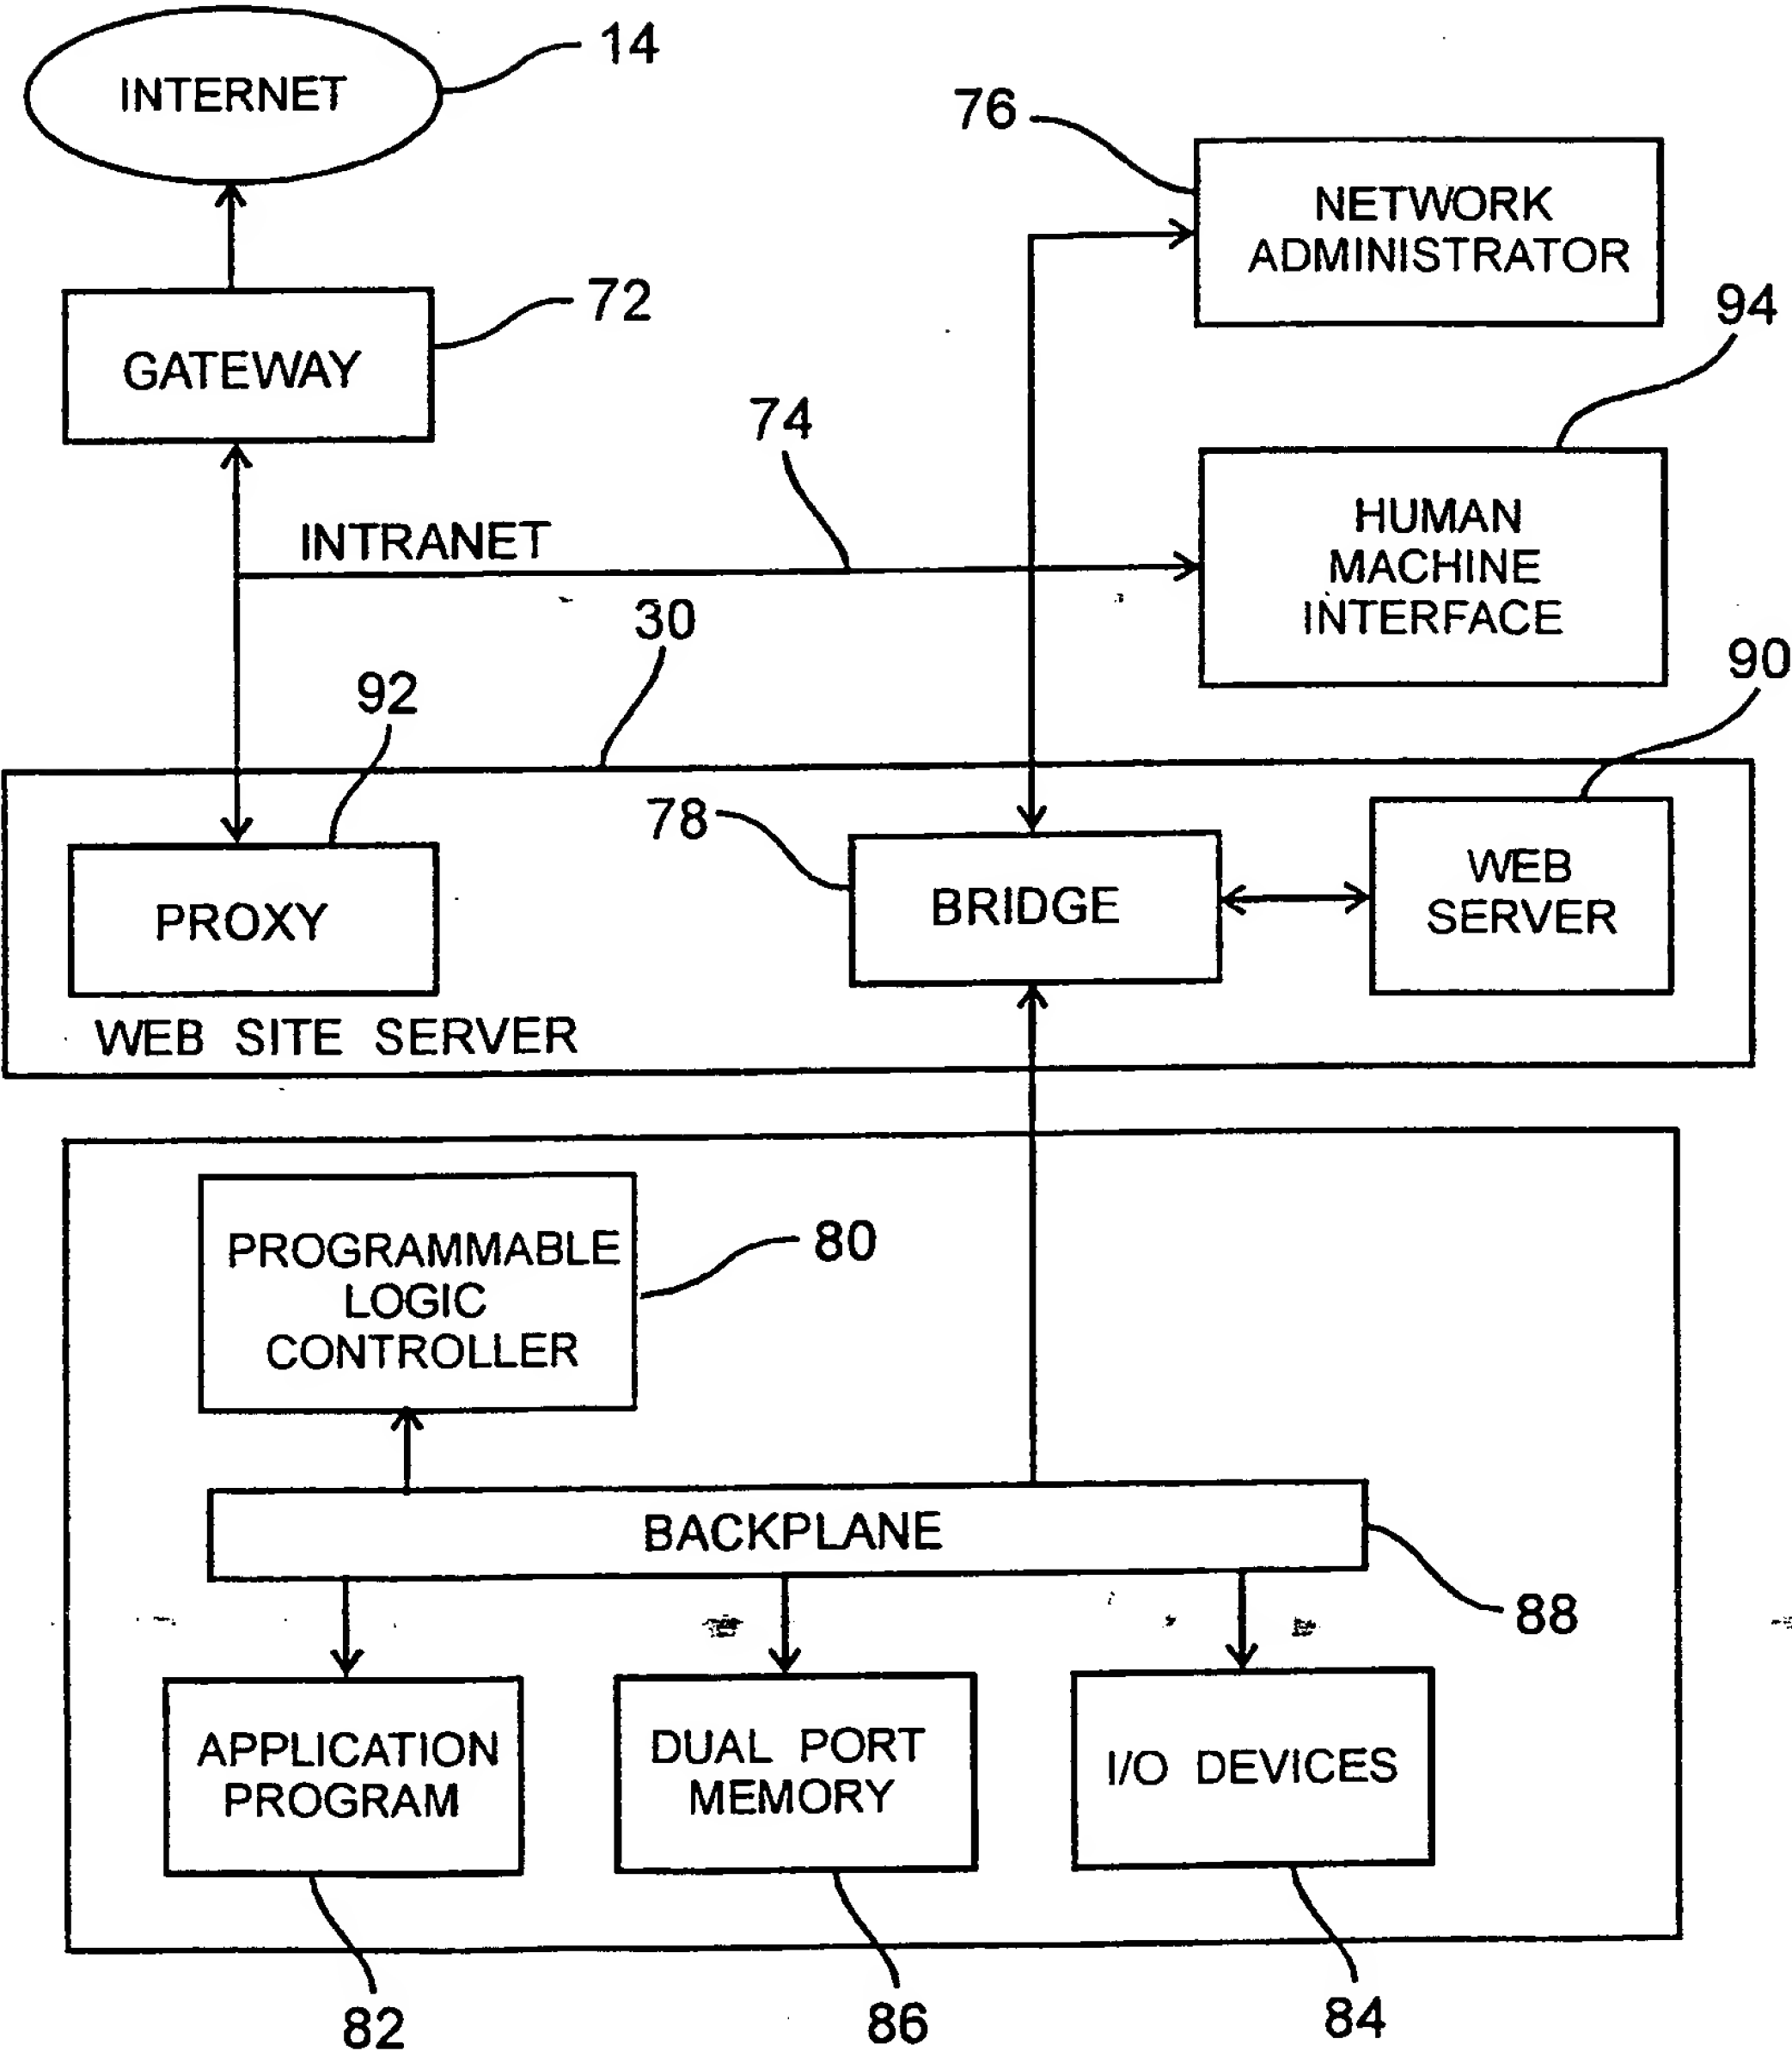 INTERNET
14
76
NETWORK
ADMINISTRATOR
72
GATEWAY
94
74
INTRANET
HUMAN
MACHINE
INTERFACE
30
92
90
78
PROXY
BRIDGE
WEB
SERVER
WEB SITE SERVER
PROGRAMMABLE
LOGIC
CONTROLLER
80
BACKPLANE
88
APPLICATION
PROGRAM
DUAL PORT
MEMORY
I/O DEVICES
82
86
84